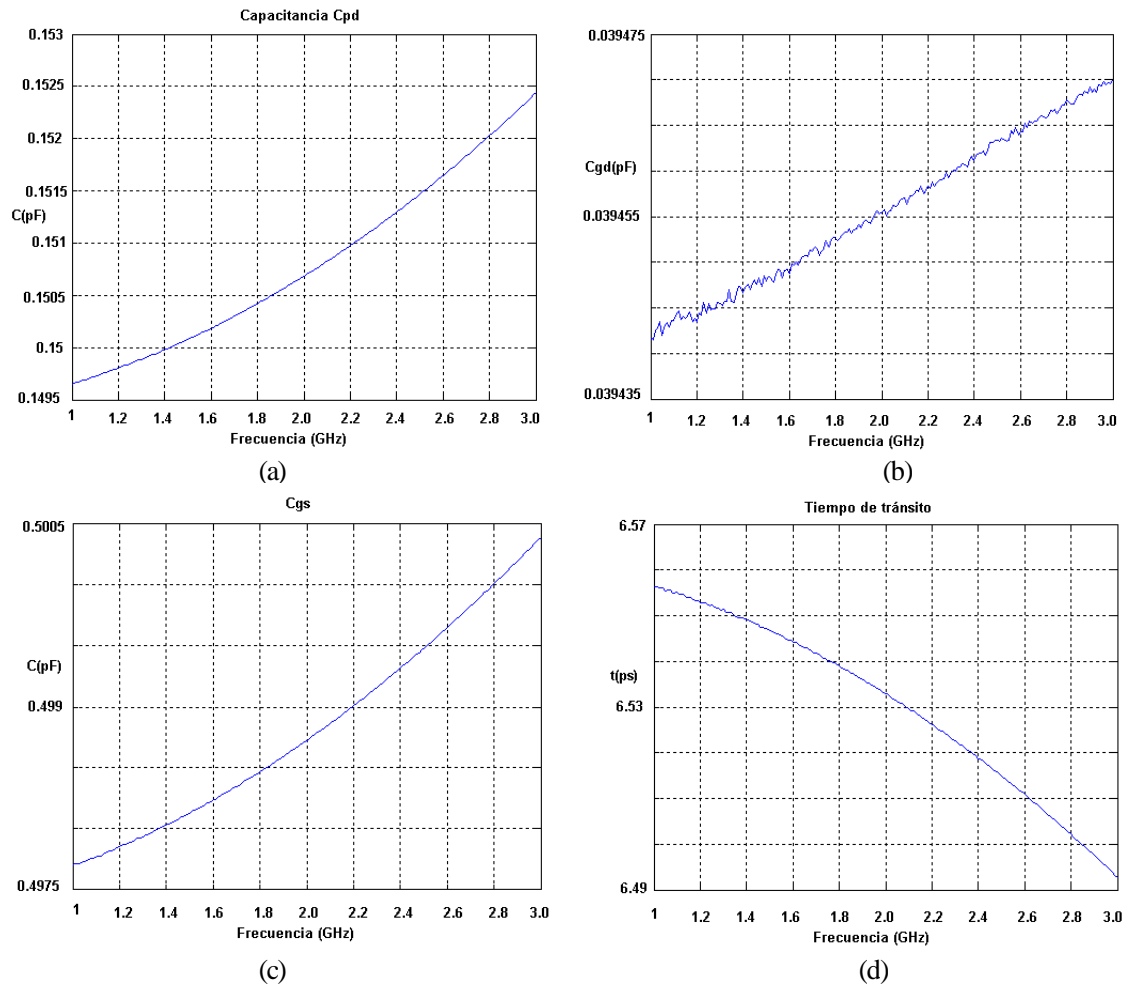 Capacitancia Cpd
0.153
0.1525
0.152
0.1515
C(pF)
0.151
0.1505
0.15
0.1495
1 1.2 1.4 1.6 1.8 2.0 2.2 2.4 2.6 2.8 3.0
Frecuencia (GHz)
(a)
0.039475
Cgd(pF)
0.039455
0.039435
1 1.2 1.4 1.6 1.8 2.0 2.2 2.4 2.6 2.8 3.0
Frecuencia (GHz)
(b)
Cgs
0.5005
C(pF)
0.499
0.4975
1 1.2 1.4 1.6 1.8 2.0 2.2 2.4 2.6 2.8 3.0
Frecuencia (GHz)
(c)
Tiempo de tránsito
6.57
t(ps)
6.53
6.49
1 1.2 1.4 1.6 1.8 2.0 2.2 2.4 2.6 2.8 3.0
Frecuencia (GHz)
(d)